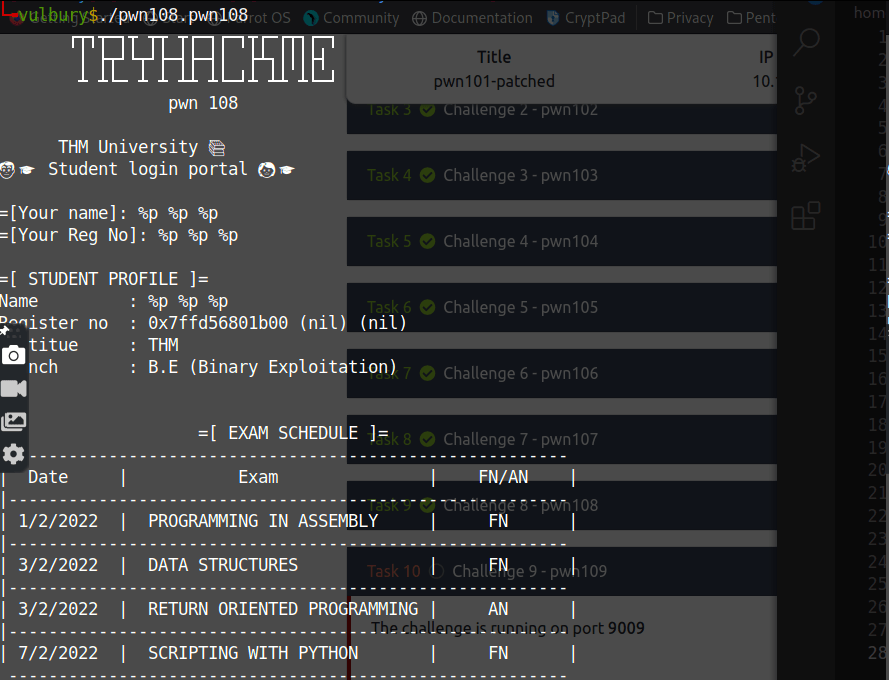 vulbury$./pwn108.pwn108
Parrot OS Community Documentation CryptPad Privacy Pent
hom
TRYHACKME
pwn 108
Title IP
pwn101-patched 10.
Task 3 Challenge 2 - pwn102
THM University 📚
👨‍🎓 Student login portal 👨‍🎓
Task 4 Challenge 3 - pwn103
=[Your name]: %p %p %p
=[Your Reg No]: %p %p %p
Task 5 Challenge 4 - pwn104
=[ STUDENT PROFILE ]=
Name : %p %p %p
Task 6 Challenge 5 - pwn105
Register no : 0x7ffd56801b00 (nil) (nil)
titue : THM
nch : B.E (Binary Exploitation)
Task 7 Challenge 6 - pwn106
=[ EXAM SCHEDULE ]=
Task 8 Challenge 7 - pwn107
--------------------------------------------------------
| Date | Exam | FN/AN |
|--------------------------------------------------------
Task 9 Challenge 8 - pwn108
| 1/2/2022 | PROGRAMMING IN ASSEMBLY | FN |
|--------------------------------------------------------
| 3/2/2022 | DATA STRUCTURES | FN |
Task 10 Challenge 9 - pwn109
|--------------------------------------------------------
| 3/2/2022 | RETURN ORIENTED PROGRAMMING | AN |
|--------------------------------------------------------
The challenge is running on port 9009
| 7/2/2022 | SCRIPTING WITH PYTHON | FN |
--------------------------------------------------------
1
2
3
4
5
6
7
8
9
10
11
12
13
14
15
16
17
18
19
20
21
22
23
24
25
26
27
28